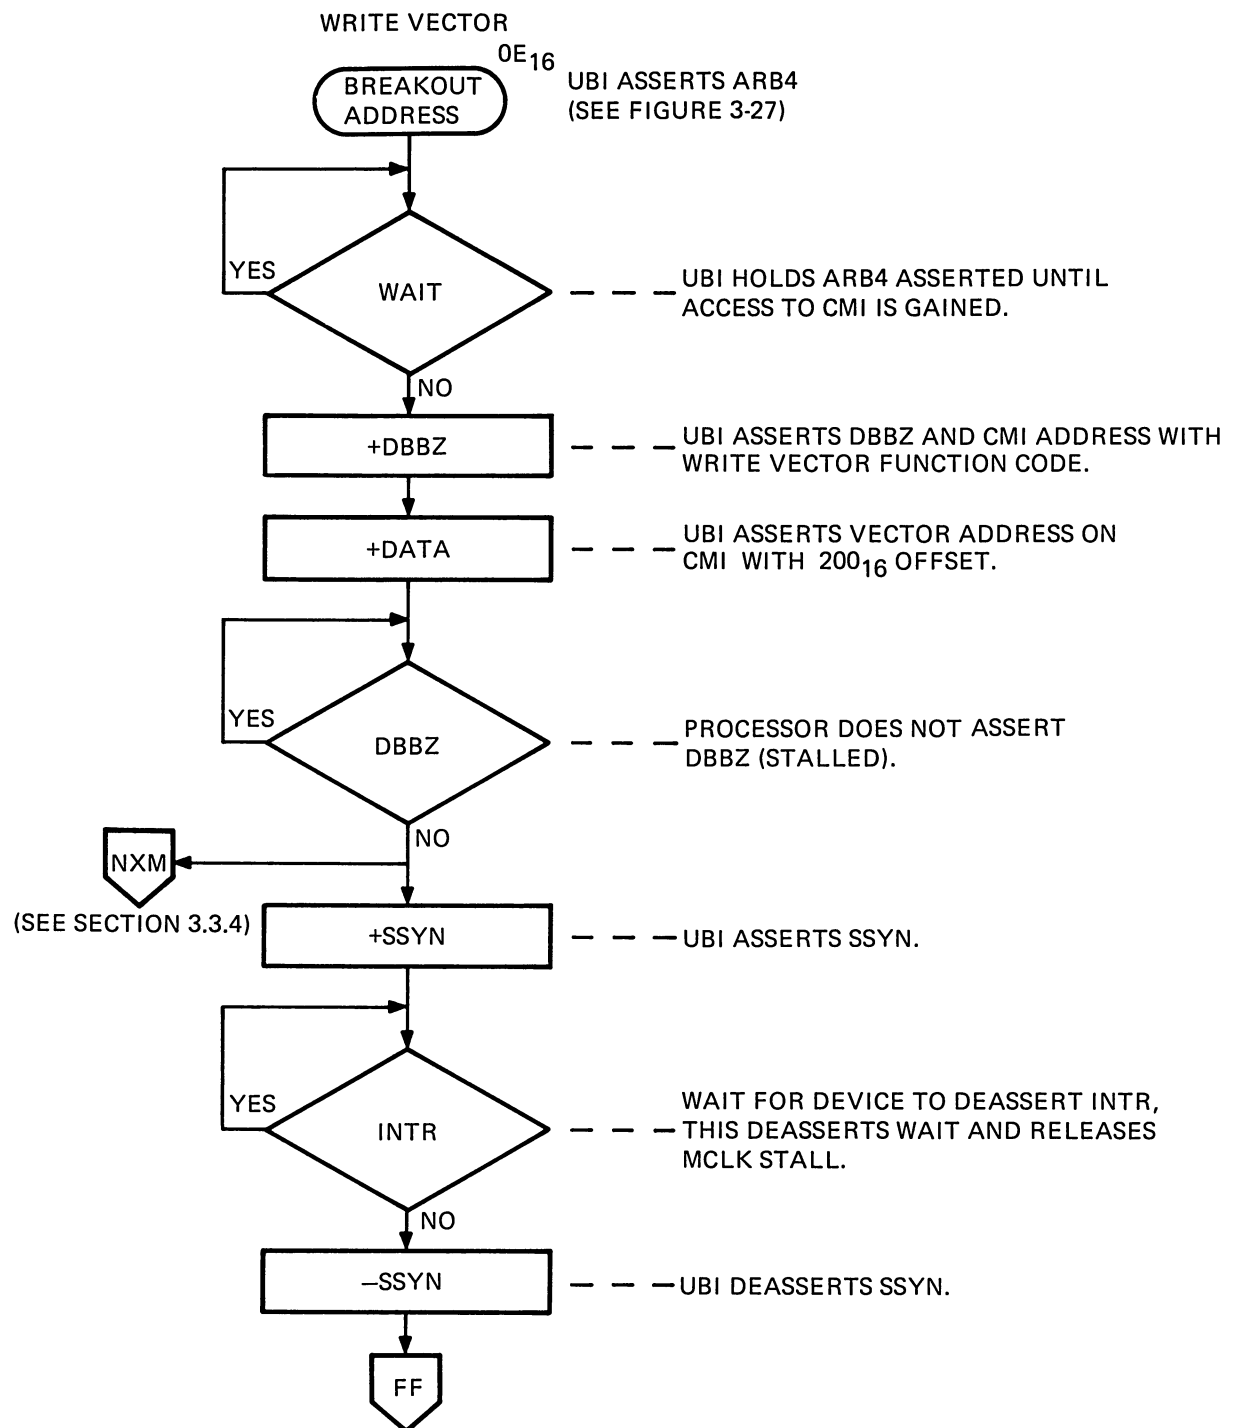 WRITE VECTOR
0E16
BREAKOUT
ADDRESS
UBI ASSERTS ARB4
(SEE FIGURE 3-27)
YES
WAIT
UBI HOLDS ARB4 ASSERTED UNTIL
ACCESS TO CMI IS GAINED.
NO
+DBBZ
UBI ASSERTS DBBZ AND CMI ADDRESS WITH
WRITE VECTOR FUNCTION CODE.
+DATA
UBI ASSERTS VECTOR ADDRESS ON
CMI WITH 20016 OFFSET.
YES
DBBZ
PROCESSOR DOES NOT ASSERT
DBBZ (STALLED).
NO
NXM
(SEE SECTION 3.3.4)
+SSYN
UBI ASSERTS SSYN.
YES
INTR
WAIT FOR DEVICE TO DEASSERT INTR,
THIS DEASSERTS WAIT AND RELEASES
MCLK STALL.
NO
—SSYN
UBI DEASSERTS SSYN.
FF